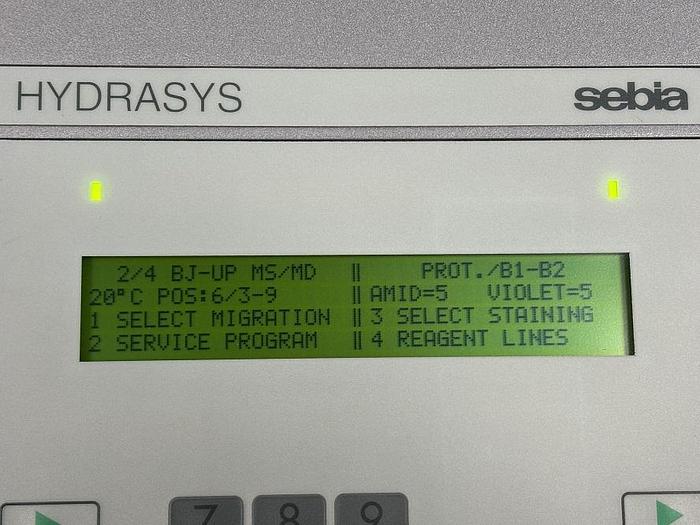 HYDRASYS
sebia
2/4 BJ-UP MS/MD || PROT./B1-B2
20°C POS:6/3-9 || AMID=5 VIOLET=5
1 SELECT MIGRATION || 3 SELECT STAINING
2 SERVICE PROGRAM || 4 REAGENT LINES
7 8 9